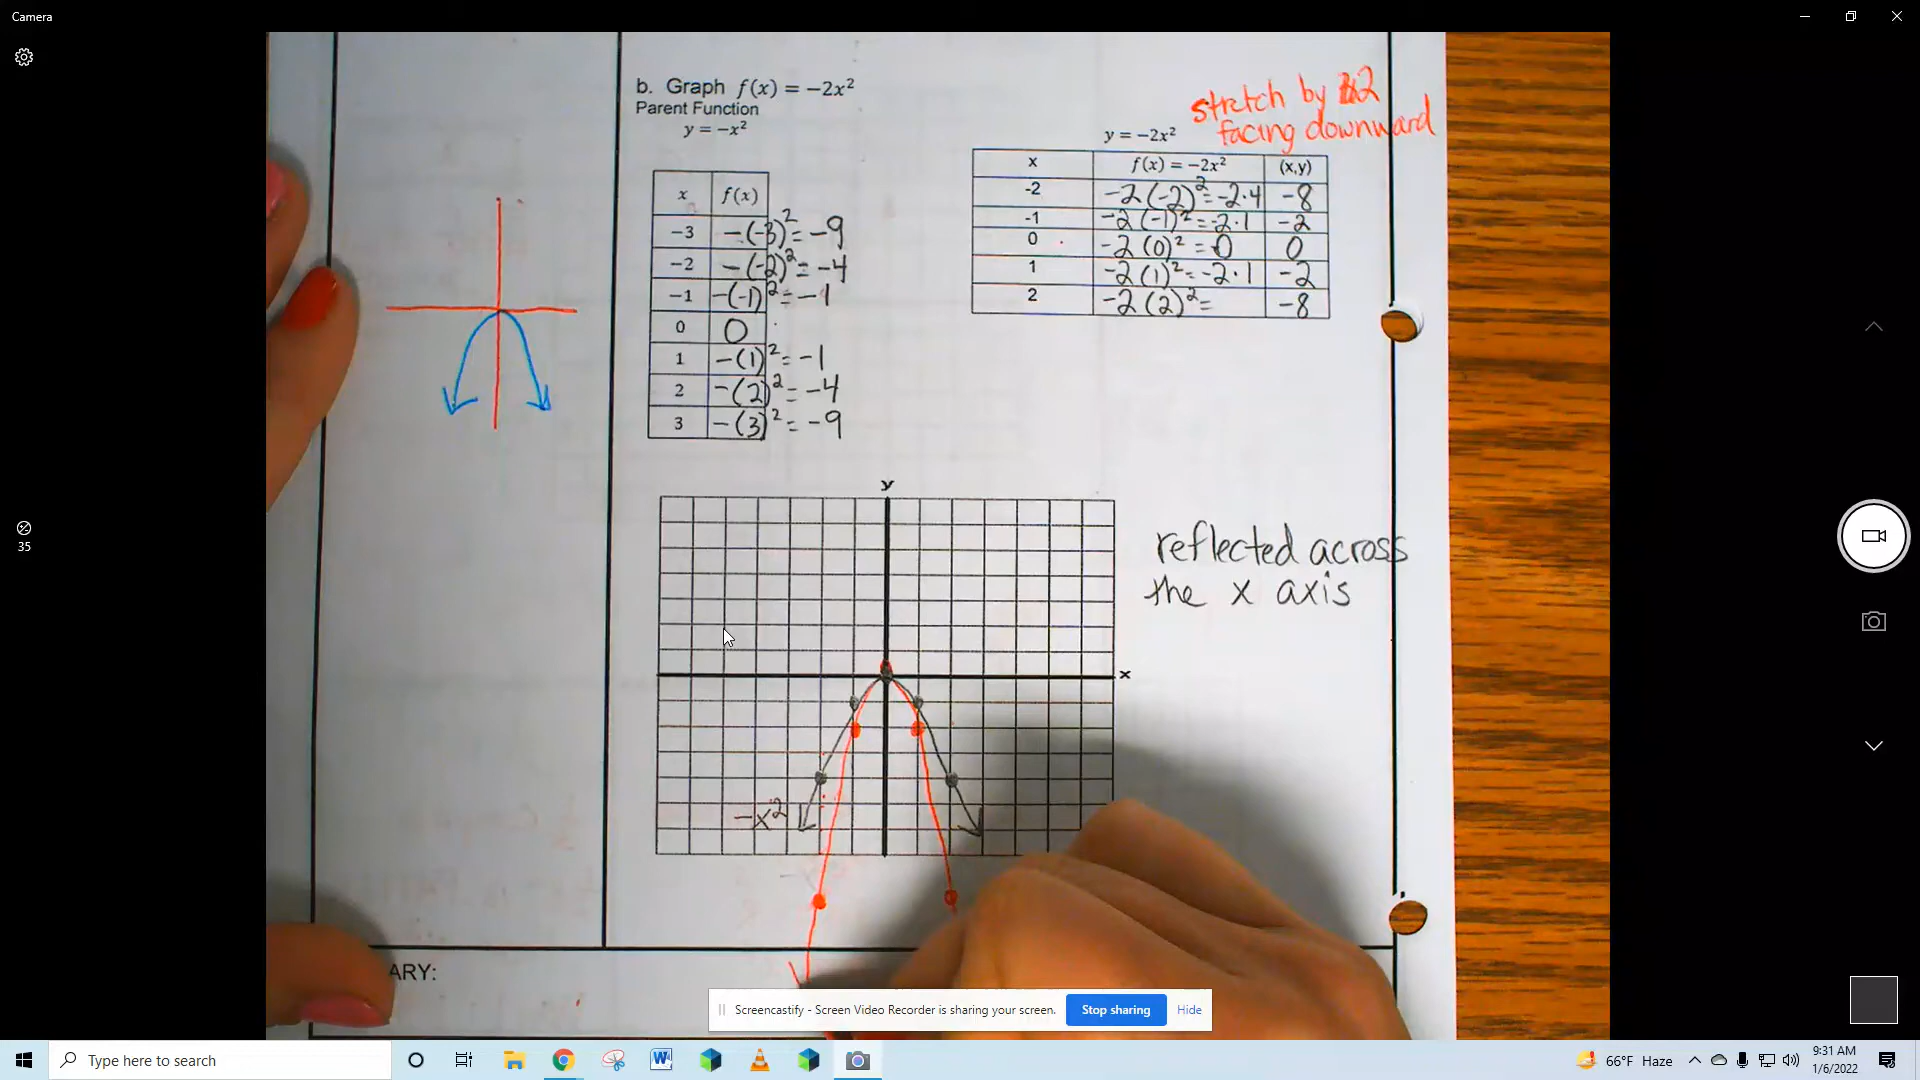 Camera
35
b. Graph f(x) = −2x²
Parent Function
y = −x²
stretch by 2
facing downward
y = −2x²
x f(x)
−3 −(−3)² = −9
−2 −(−2)² = −4
−1 −(−1)² = −1
0 0
1 −(1)² = −1
2 −(2)² = −4
3 −(3)² = −9
x f(x) = −2x² (x,y)
-2 −2(−2)² = −2·4 −8
-1 −2(−1)² = −2·1 −2
0 −2(0)² = 0 0
1 −2(1)² = −2·1 −2
2 −2(2)² = −8
y
x
reflected across
the x axis
−x²
ARY:
Screencastify - Screen Video Recorder is sharing your screen. Stop sharing Hide
Type here to search
66°F Haze
9:31 AM
1/6/2022